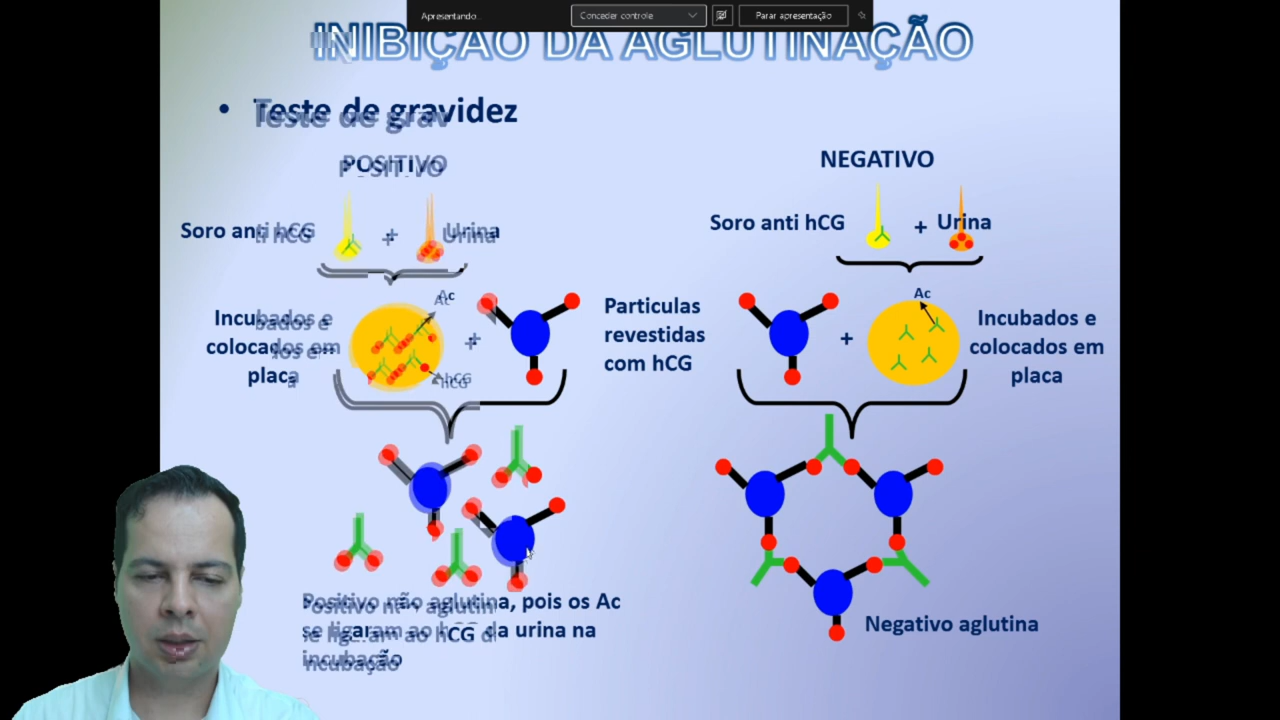 Apresentando...
Conceder controle
Parar apresentação
INIBIÇÃO DA AGLUTINAÇÃO
• Teste de gravidez
POSITIVO
NEGATIVO
Soro anti hCG
+
Urina
Soro anti hCG
+
Urina
Ac
Incubados e
colocados em
placa
+
hCG
Particulas
revestidas
com hCG
+
Ac
Incubados e
colocados em
placa
Positivo não aglutina, pois os Ac
se ligaram ao hCG da urina na
incubação
Negativo aglutina